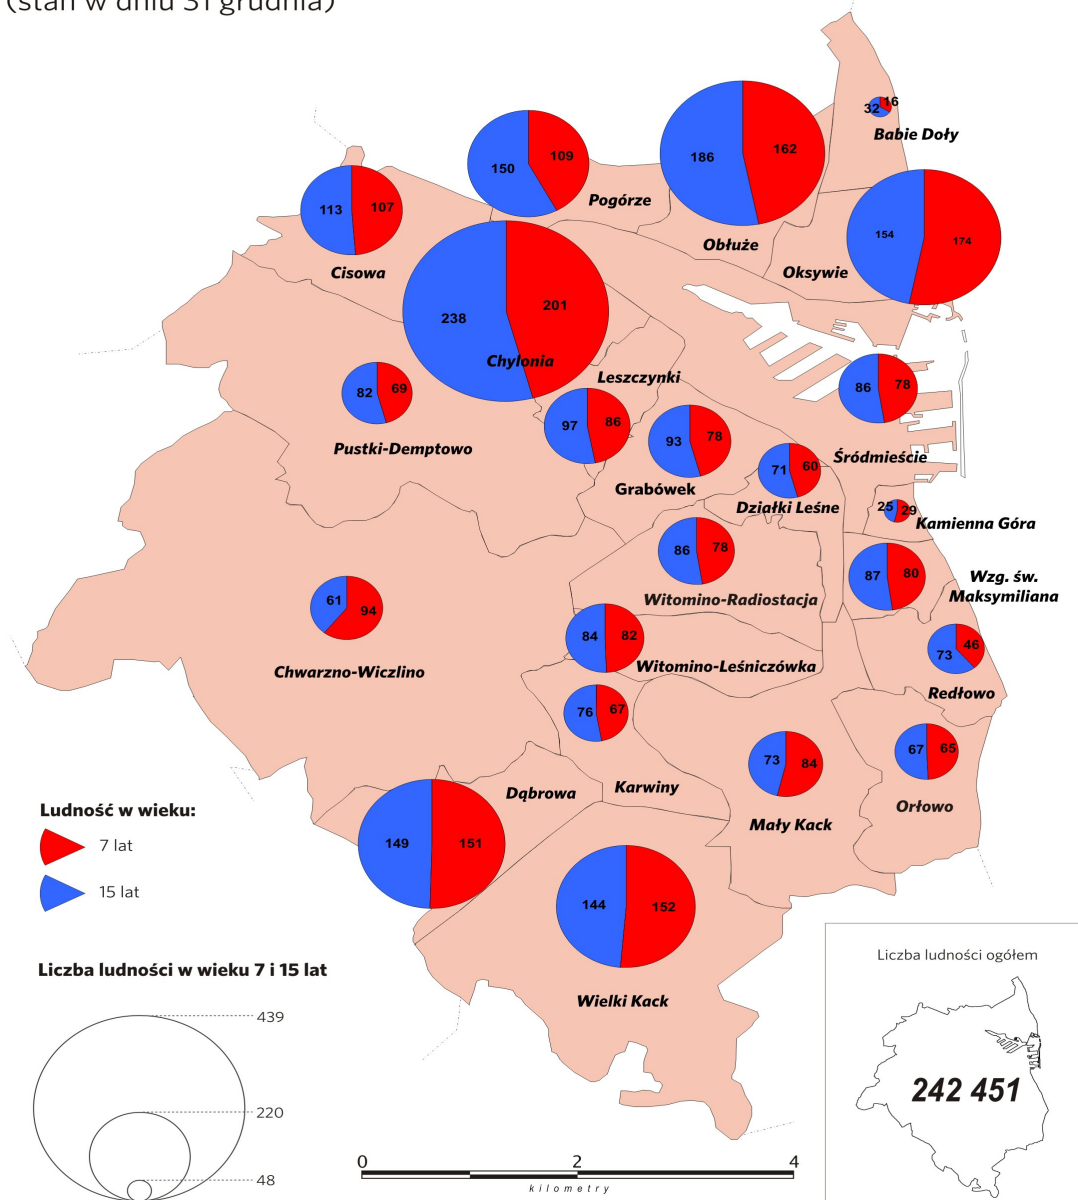 (stan w dniu 31 grudnia)
32
16
Babie Doły
150
109
Pogórze
186
162
Obłuże
113
107
Cisowa
154
174
Oksywie
238
201
Chylonia
Leszczynki
97
86
82
69
Pustki-Demptowo
93
78
Grabówek
86
78
Śródmieście
71
60
Działki Leśne
25
29
Kamienna Góra
86
78
Witomino-Radiostacja
87
80
Wzg. św.
Maksymiliana
61
94
Chwarzno-Wiczlino
84
82
Witomino-Leśniczówka
73
46
Redłowo
76
67
Karwiny
73
84
Mały Kack
67
65
Orłowo
Dąbrowa
149
151
144
152
Wielki Kack
Ludność w wieku:
7 lat
15 lat
Liczba ludności w wieku 7 i 15 lat
439
220
48
0
2
4
kilometry
Liczba ludności ogółem
242 451